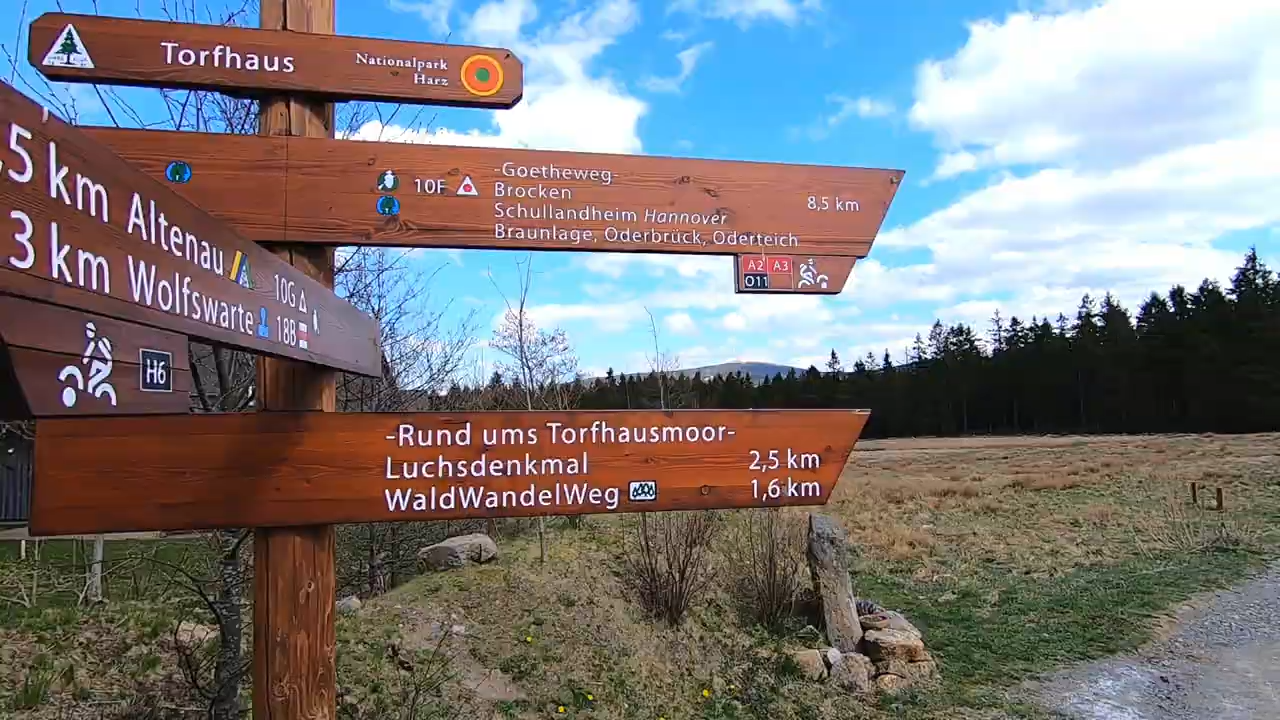 Torfhaus
Nationalpark
Harz
-Goetheweg-
10F
Brocken
8,5 km
Schullandheim Hannover
Braunlage, Oderbrück, Oderteich
A2 A3
O11
,5 km Altenau 10G
3 km Wolfswarte 18B
H6
-Rund ums Torfhausmoor-
Luchsdenkmal 2,5 km
WaldWandelWeg 1,6 km